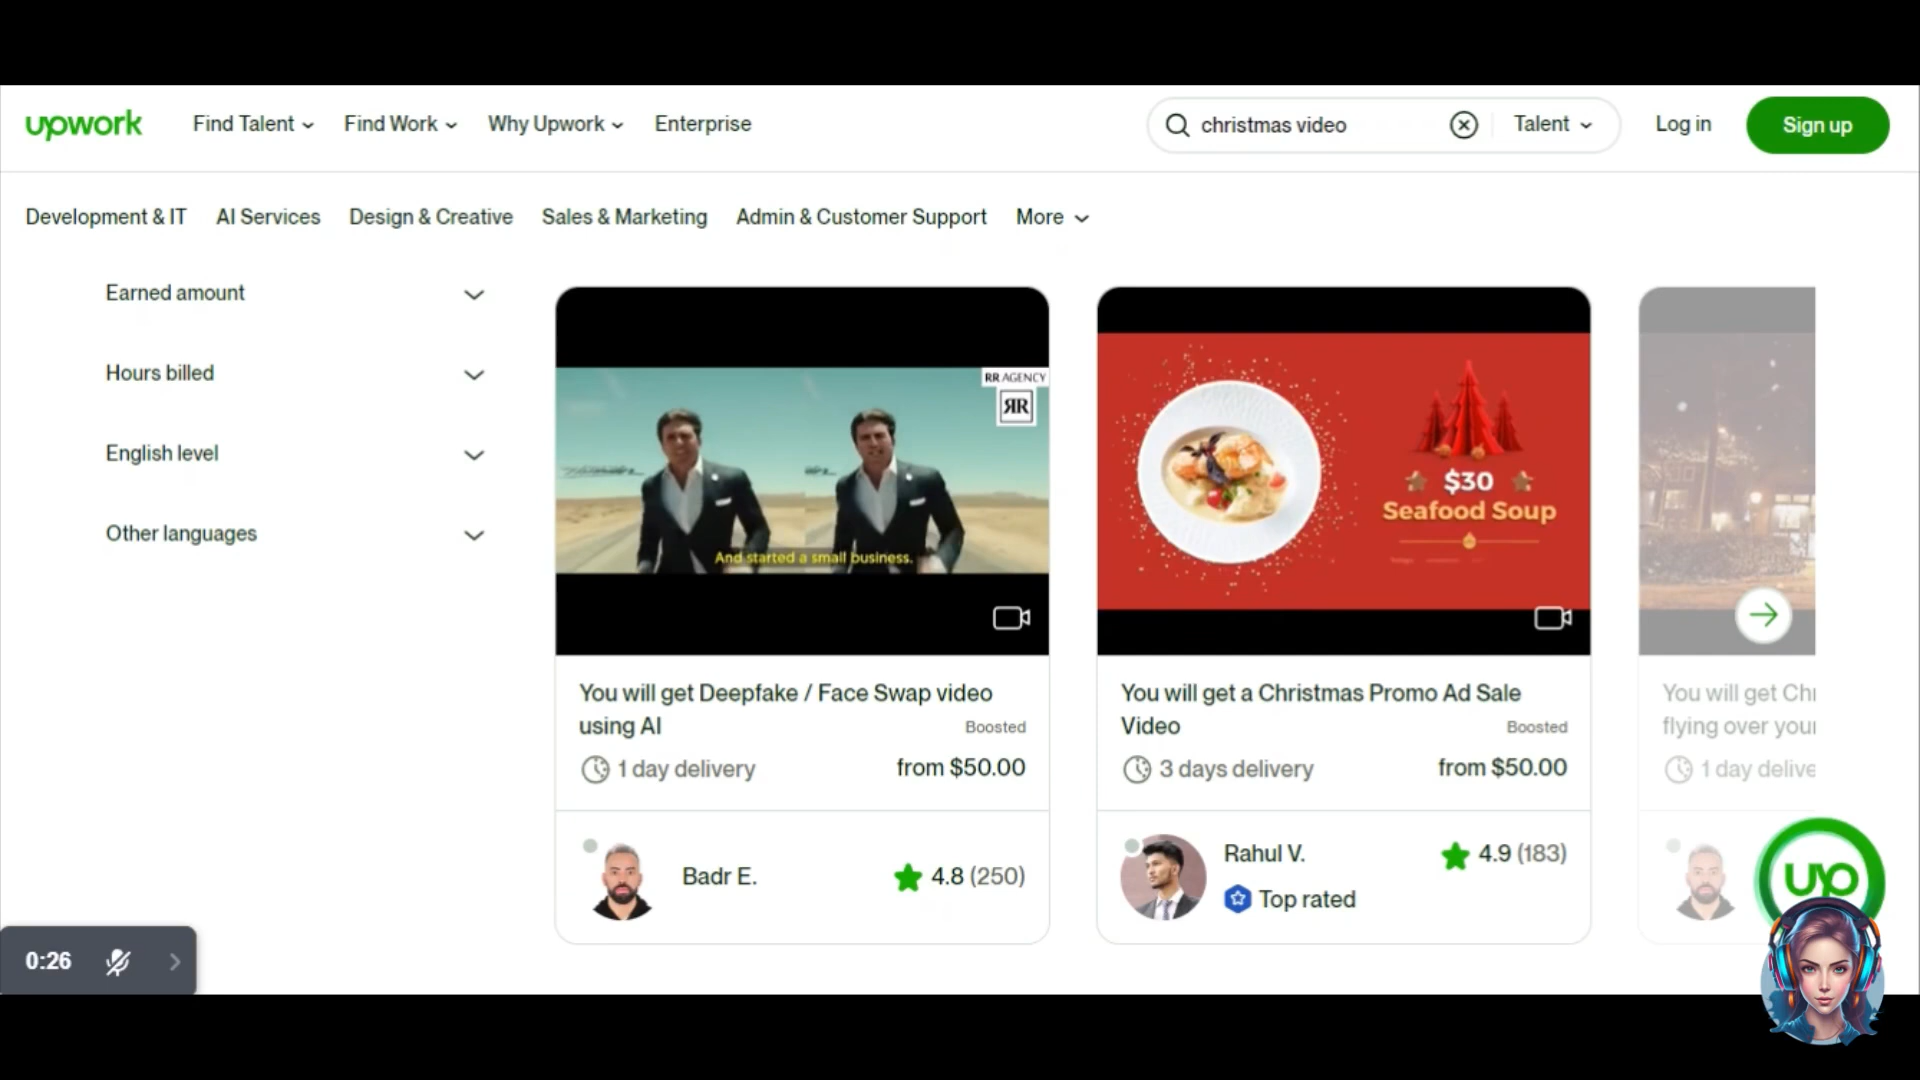 upwork
Find Talent
Find Work
Why Upwork
Enterprise
christmas video
Talent
Log in
Sign up
Development & IT
AI Services
Design & Creative
Sales & Marketing
Admin & Customer Support
More
Earned amount
Hours billed
English level
Other languages
RR AGENCY
And started a small business.
You will get Deepfake / Face Swap video
using AI
Boosted
1 day delivery
from $50.00
Badr E.
4.8 (250)
$30
Seafood Soup
You will get a Christmas Promo Ad Sale
Video
Boosted
3 days delivery
from $50.00
Rahul V.
4.9 (183)
Top rated
You will get Chr
flying over your
1 day delive
up
0:26